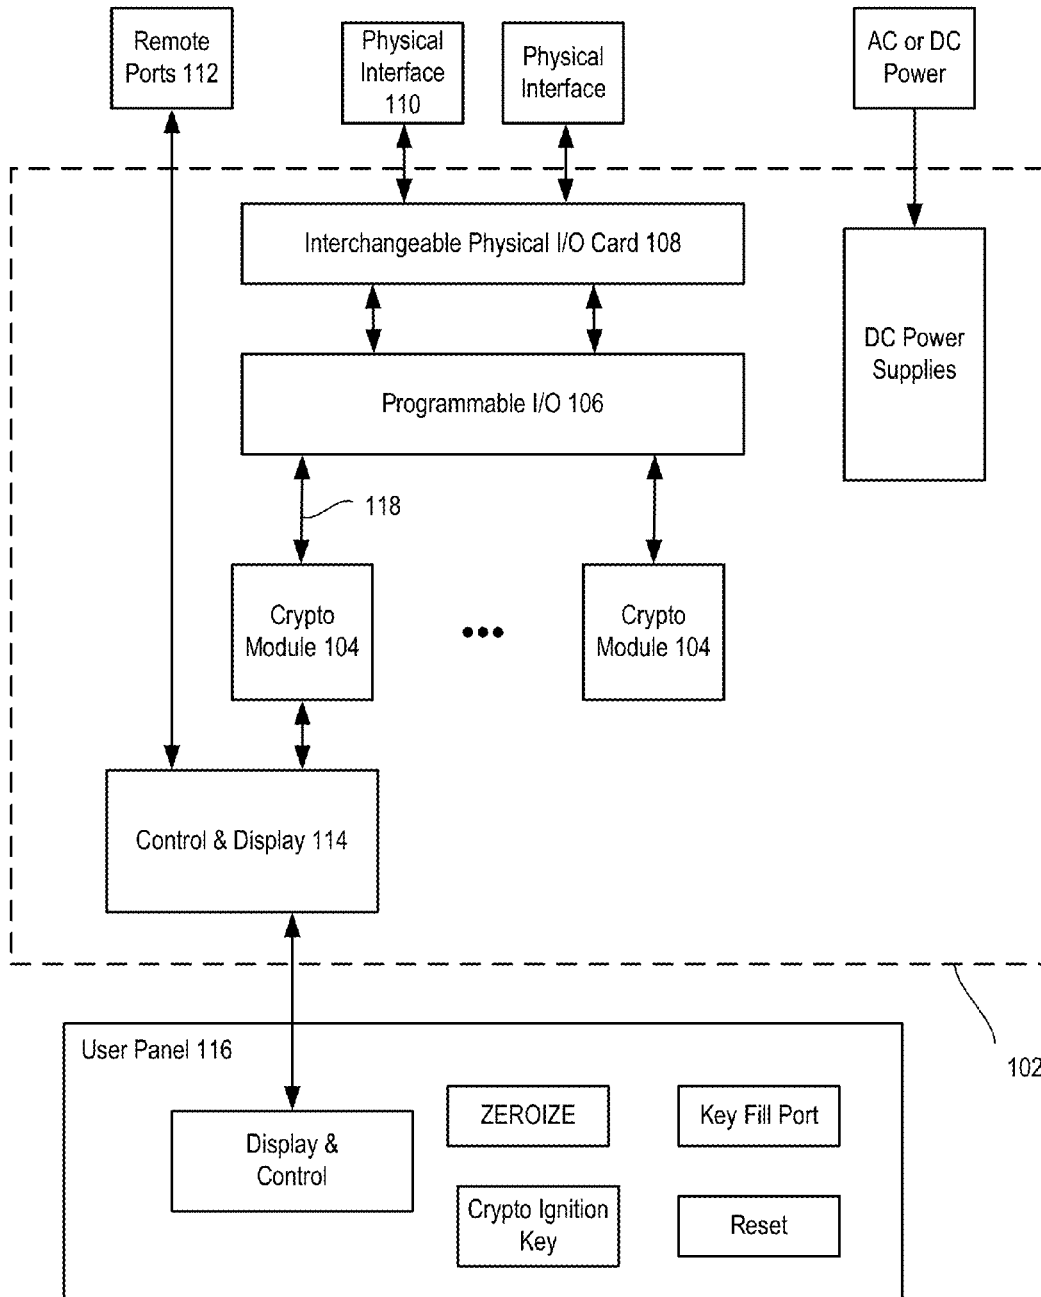 Remote
Ports 112
Physical
Interface
110
Physical
Interface
AC or DC
Power
Interchangeable Physical I/O Card 108
DC Power
Supplies
Programmable I/O 106
118
Crypto
Module 104
Crypto
Module 104
Control & Display 114
102
User Panel 116
ZEROIZE
Key Fill Port
Display &
Control
Crypto Ignition
Key
Reset